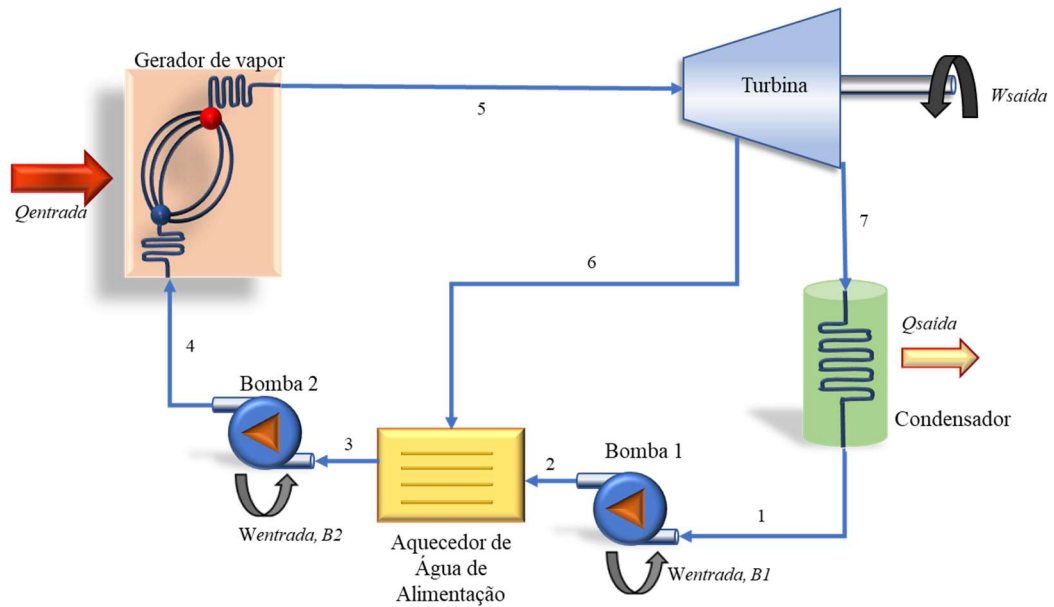 Gerador de vapor
5
Turbina
Wsaída
Qentrada
7
6
Qsaída
4
Bomba 2
Condensador
3
Bomba 1
2
1
Wentrada, B2
Aquecedor de
Água de
Alimentação
Wentrada, B1